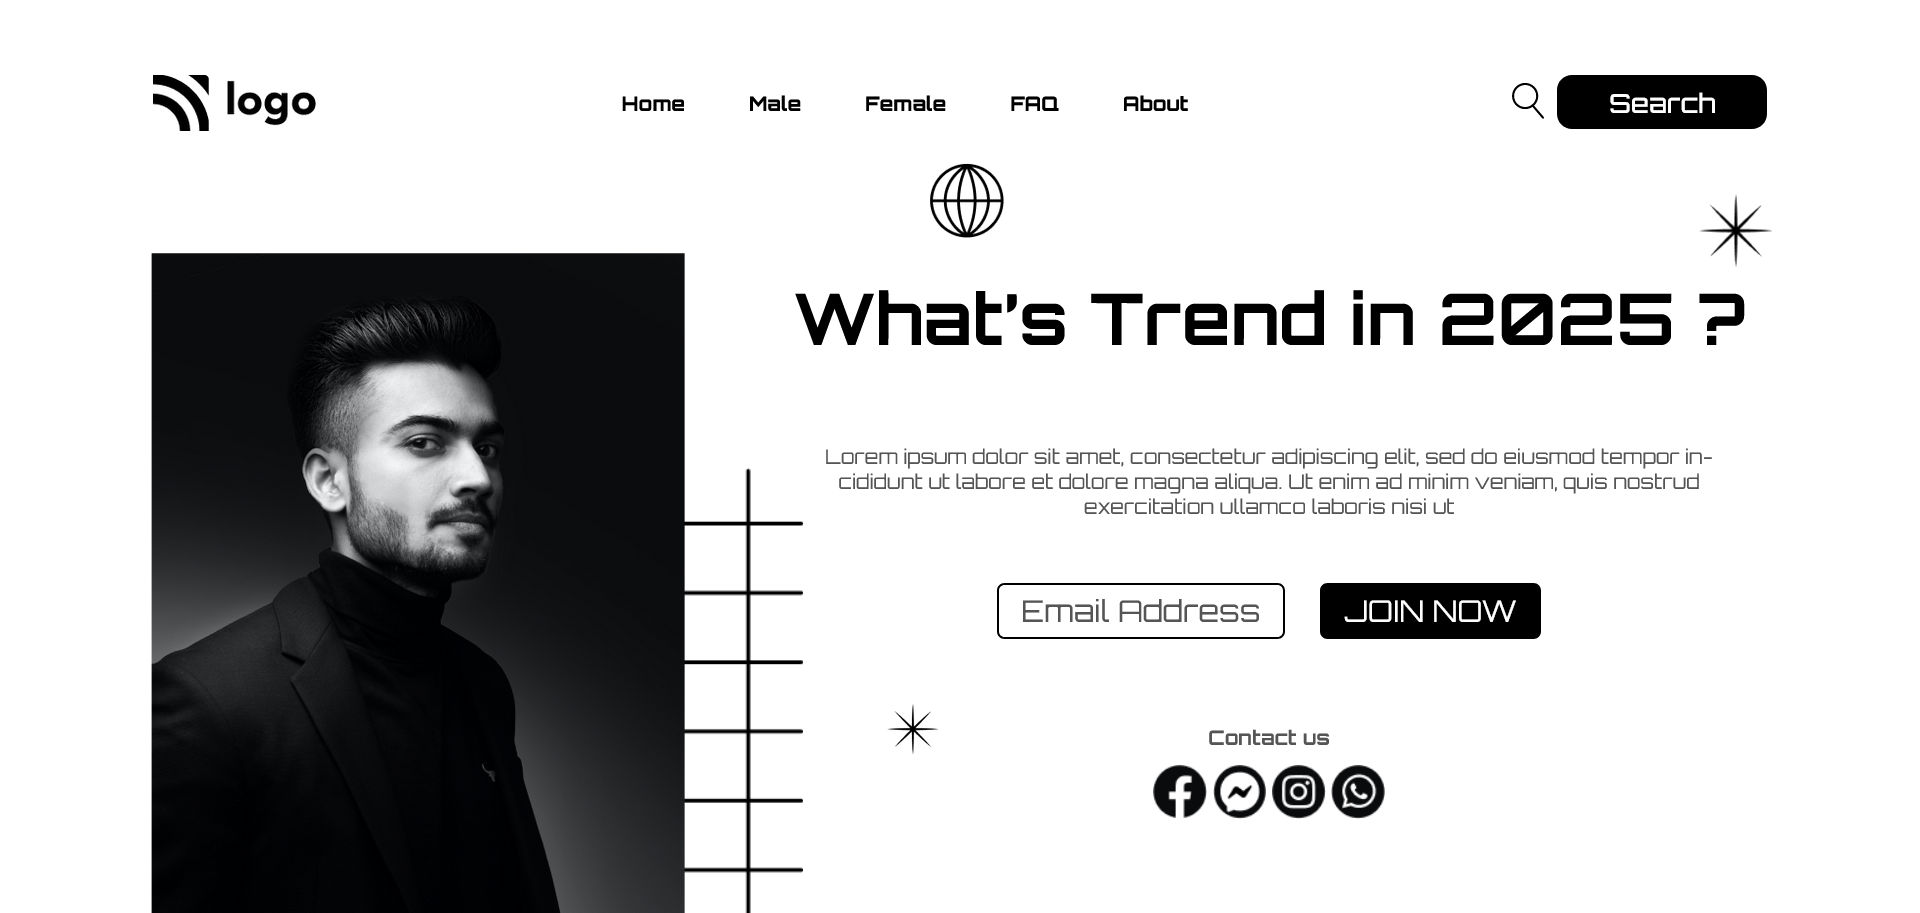 logo
Home
Male
Female
FAQ
About
Search
What's Trend in 2025 ?
Lorem ipsum dolor sit amet, consectetur adipiscing elit, sed do eiusmod tempor in-
cididunt ut labore et dolore magna aliqua. Ut enim ad minim veniam, quis nostrud
exercitation ullamco laboris nisi ut
Email Address
JOIN NOW
Contact us